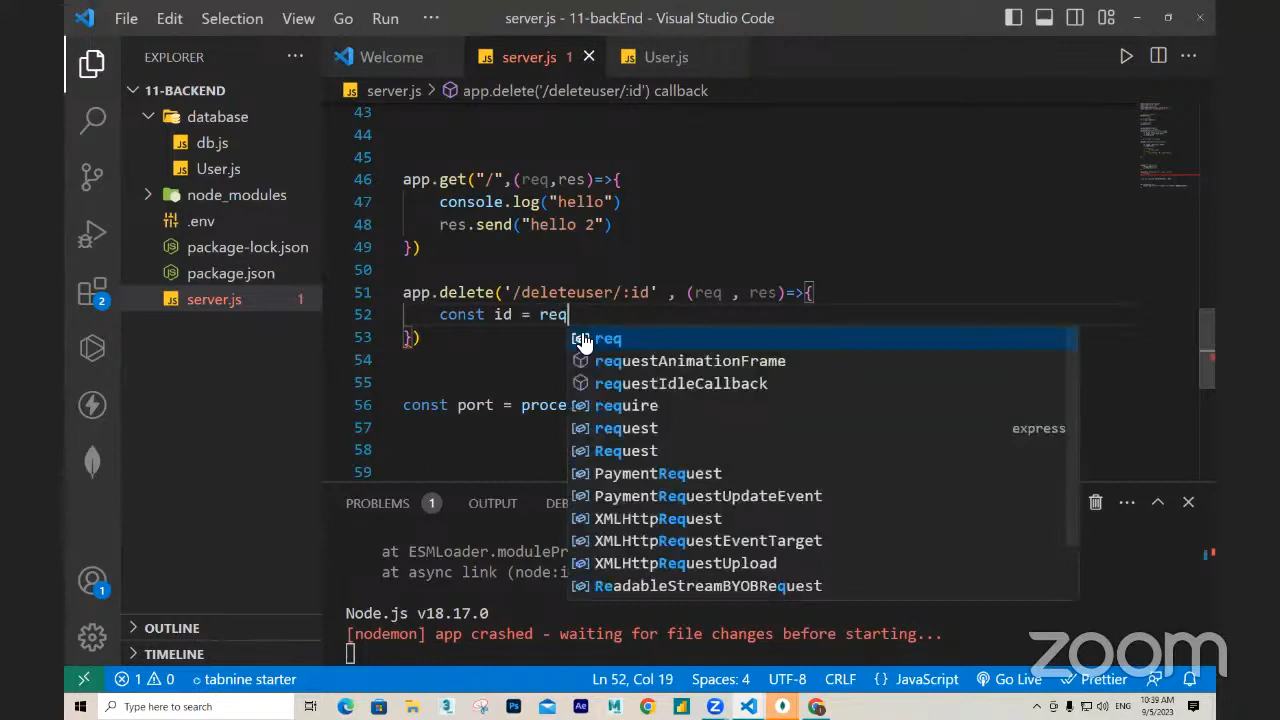 File Edit Selection View Go Run ··· server.js - 11-backEnd - Visual Studio Code
EXPLORER ···
Welcome server.js 1 User.js ···
11-BACKEND
server.js > app.delete('/deleteuser/:id') callback
database
db.js
User.js
node_modules
.env
package-lock.json
package.json
server.js 1
43
44
45
46 app.get("/",(req,res)=>{
47 console.log("hello")
48 res.send("hello 2")
49 })
50
51 app.delete('/deleteuser/:id' , (req , res)=>{
52 const id = req
53 })
54
55
56 const port = proce
57
58
59
req
requestAnimationFrame
requestIdleCallback
require
request express
Request
PaymentRequest
PaymentRequestUpdateEvent
XMLHttpRequest
XMLHttpRequestEventTarget
XMLHttpRequestUpload
ReadableStreamBYOBRequest
PROBLEMS 1 OUTPUT DEB ···
at ESMLoader.modulePr
at async link (node:i
Node.js v18.17.0
[nodemon] app crashed - waiting for file changes before starting...
2
1
OUTLINE
TIMELINE
zoom
1 0 tabnine starter Ln 52, Col 19 Spaces: 4 UTF-8 CRLF {} JavaScript Go Live Prettier
Type here to search
ENG
10:39 AM
9/5/2023